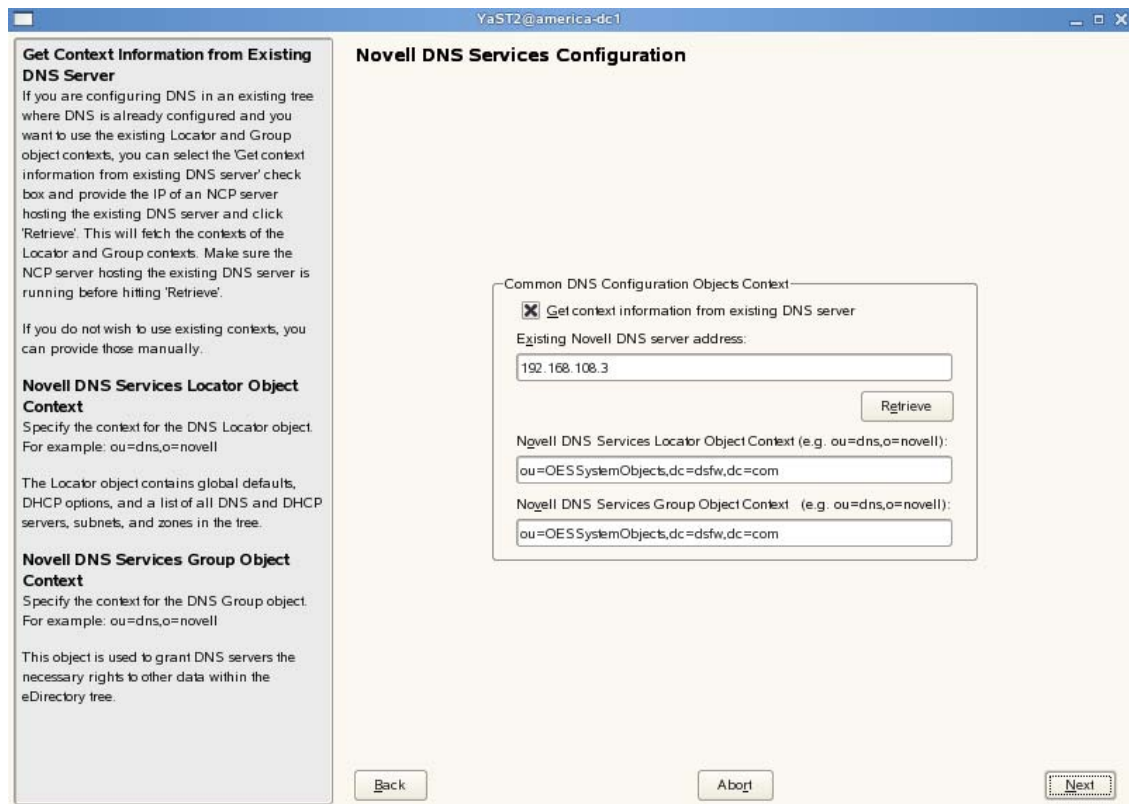 YaST2@america-dc1
Get Context Information from Existing
DNS Server
If you are configuring DNS in an existing tree
where DNS is already configured and you
want to use the existing Locator and Group
object contexts, you can select the 'Get context
information from existing DNS server' check
box and provide the IP of an NCP server
hosting the existing DNS server and click
'Retrieve'. This will fetch the contexts of the
Locator and Group contexts. Make sure the
NCP server hosting the existing DNS server is
running before hitting 'Retrieve'.
If you do not wish to use existing contexts, you
can provide those manually.
Novell DNS Services Locator Object
Context
Specify the context for the DNS Locator object.
For example: ou=dns,o=novell
The Locator object contains global defaults,
DHCP options, and a list of all DNS and DHCP
servers, subnets, and zones in the tree.
Novell DNS Services Group Object
Context
Specify the context for the DNS Group object.
For example: ou=dns,o=novell
This object is used to grant DNS servers the
necessary rights to other data within the
eDirectory tree.
Novell DNS Services Configuration
Common DNS Configuration Objects Context
Get context information from existing DNS server
Existing Novell DNS server address:
192.168.108.3
Retrieve
Novell DNS Services Locator Object Context (e.g. ou=dns,o=novell):
ou=OESSystemObjects,dc=dsfw,dc=com
Novell DNS Services Group Object Context (e.g. ou=dns,o=novell):
ou=OESSystemObjects,dc=dsfw,dc=com
Back
Abort
Next